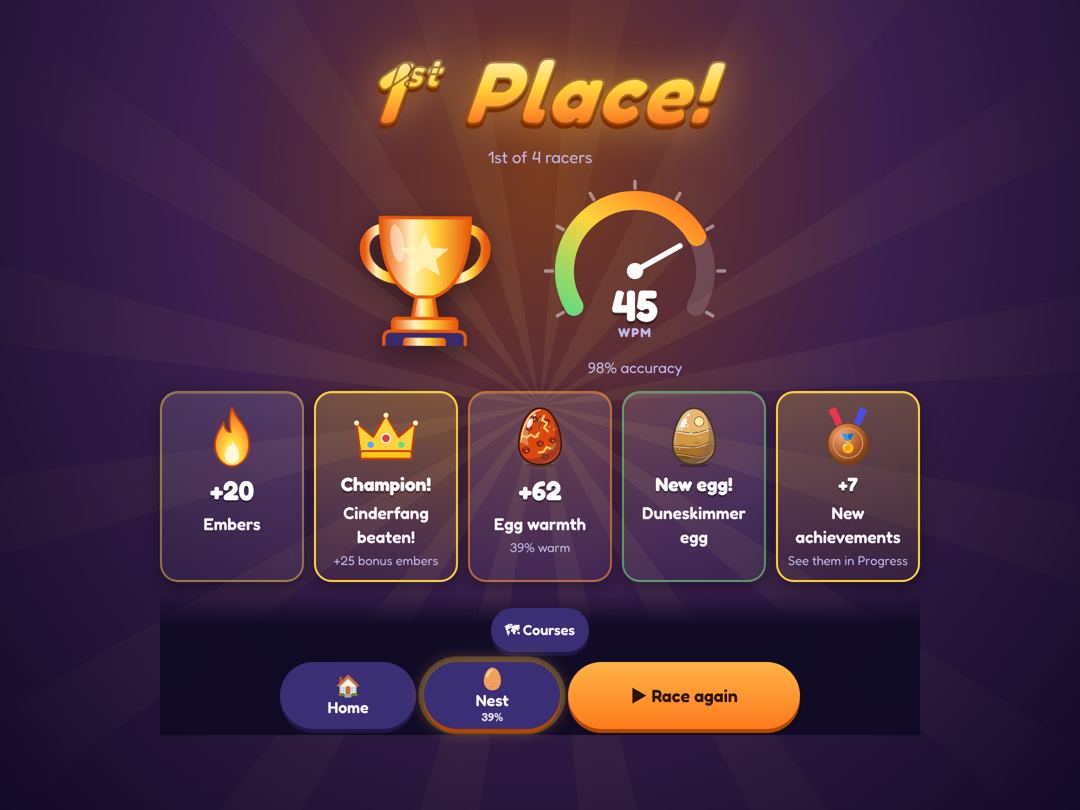 1st Place!
1st of 4 racers
45
WPM
98% accuracy
+20
Embers
Champion!
Cinderfang
beaten!
+25 bonus embers
+62
Egg warmth
39% warm
New egg!
Duneskimmer
egg
+7
New
achievements
See them in Progress
Courses
Home
Nest
39%
Race again